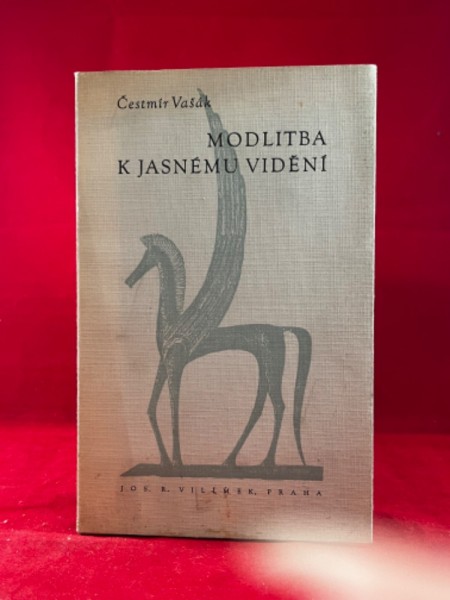 Čestmír Vašák
MODLITBA
K JASNÉMU VIDĚNÍ
JOS. R. VILÍMEK, PRAHA